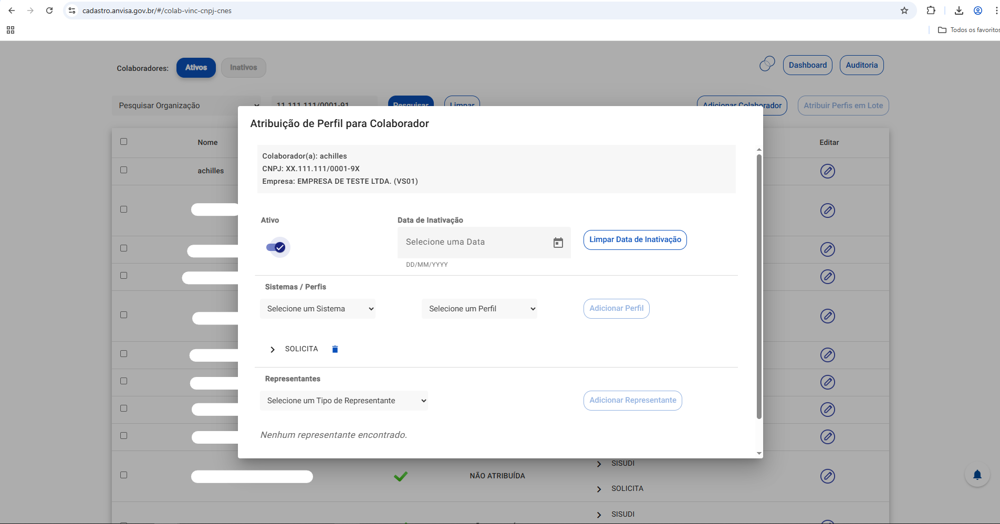 cadastro.anvisa.gov.br/#/colab-vinc-cnpj-cnes
Todos os favoritos
Colaboradores:
Ativos
Inativos
Dashboard
Auditoria
Pesquisar Organização
11.111.111/0001-91
Pesquisar
Limpar
Adicionar Colaborador
Atribuir Perfis em Lote
Nome
Editar
achilles
Atribuição de Perfil para Colaborador
Colaborador(a): achilles
CNPJ: XX.111.111/0001-9X
Empresa: EMPRESA DE TESTE LTDA. (VS01)
Ativo
Data de Inativação
Selecione uma Data
DD/MM/YYYY
Limpar Data de Inativação
Sistemas / Perfis
Selecione um Sistema
Selecione um Perfil
Adicionar Perfil
SOLICITA
Representantes
Selecione um Tipo de Representante
Adicionar Representante
Nenhum representante encontrado.
SISUDI
NÃO ATRIBUÍDA
SOLICITA
SISUDI